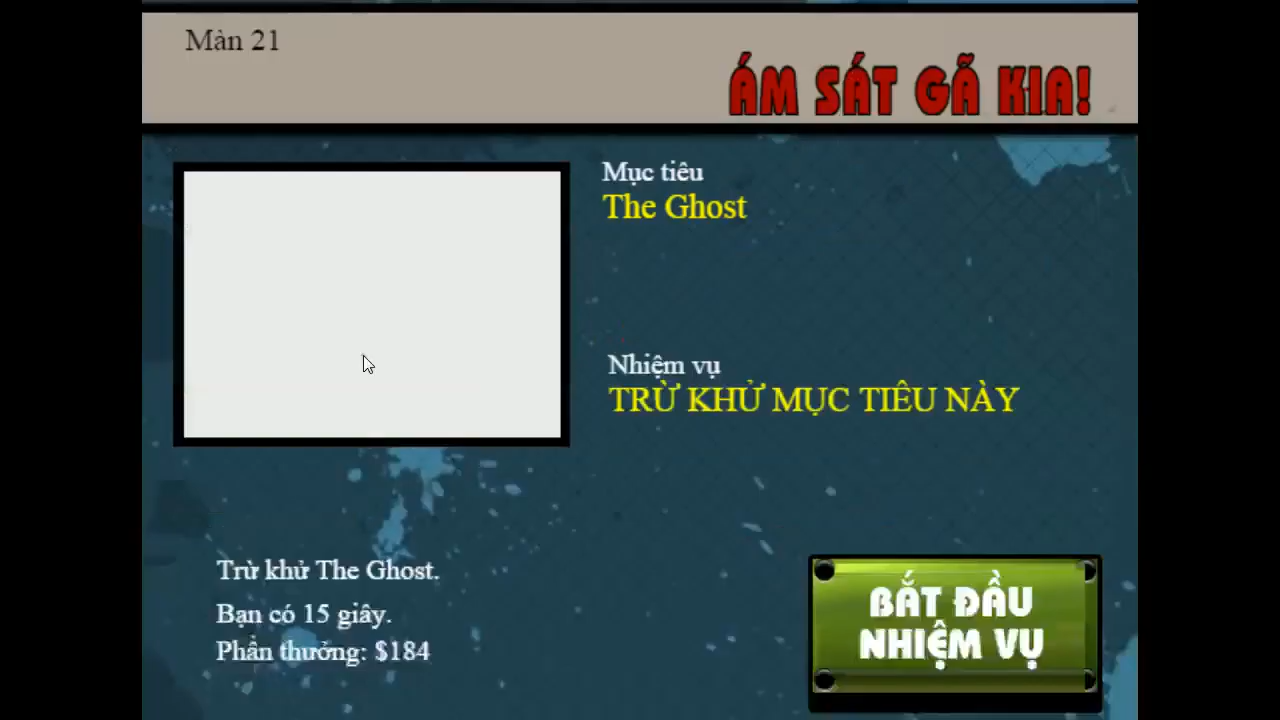 Màn 21
ÁM SÁT GÃ KIA!
Mục tiêu
The Ghost
Nhiệm vụ
TRỪ KHỬ MỤC TIÊU NÀY
Trừ khử The Ghost.
Bạn có 15 giây.
Phần thưởng: $184
BẮT ĐẦU
NHIỆM VỤ